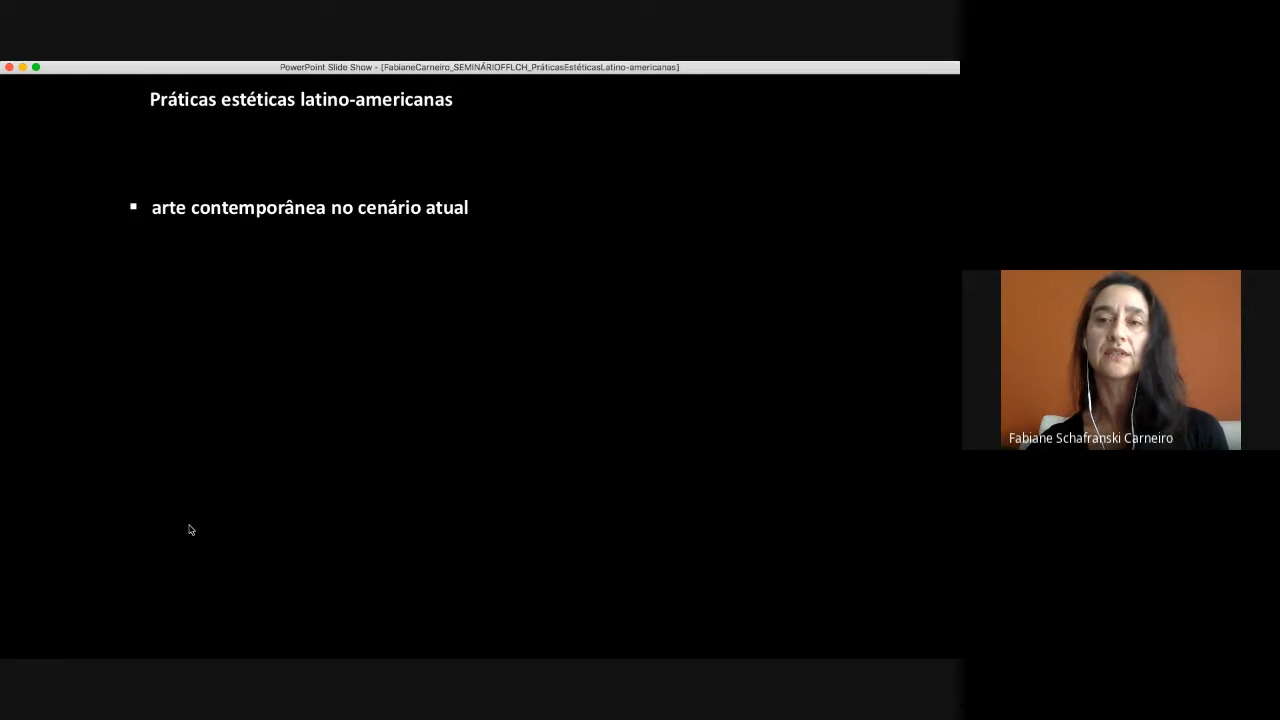 PowerPoint Slide Show - [FabianeCarneiro_SEMINÁRIOFFLCH_PráticasEstéticasLatino-americanas]
Práticas estéticas latino-americanas
▪ arte contemporânea no cenário atual
Fabiane Schafranski Carneiro